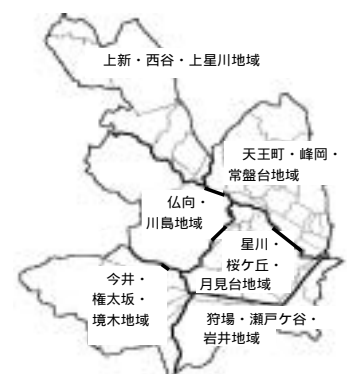 上新・西谷・上星川地域
天王町・峰岡・
常盤台地域
仏向・
川島地域
星川・
桜ケ丘・
月見台地域
今井・
権太坂・
境木地域
狩場・瀬戸ケ谷・
岩井地域